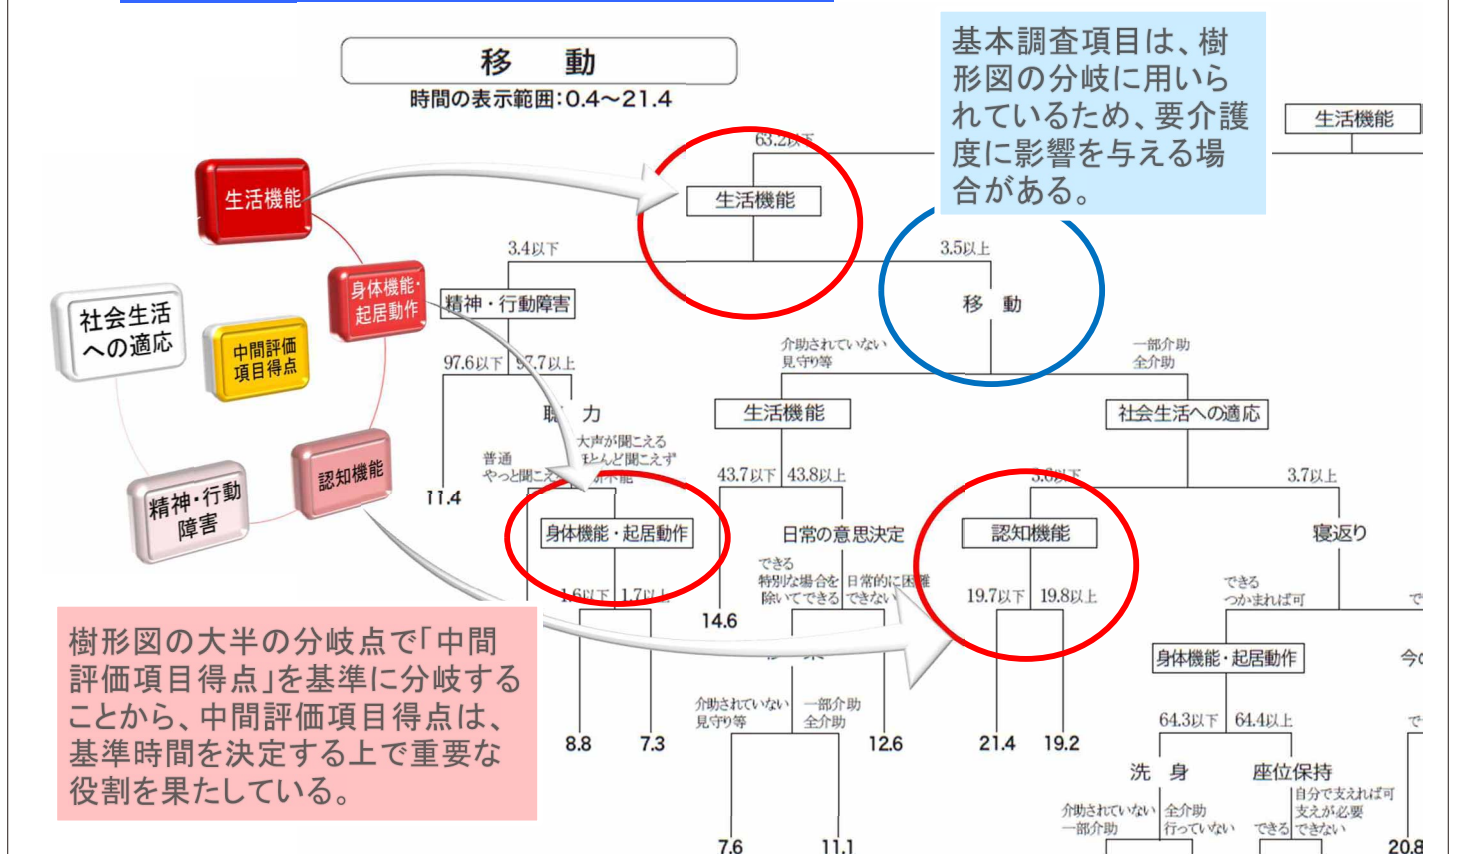 移　動
時間の表示範囲：0.4～21.4
基本調査項目は、樹
形図の分岐に用いら
れているため、要介護
度に影響を与える場
合がある。
生活機能
63.2以下
生活機能
生活機能
3.4以下
3.5以上
身体機能・
起居動作
精神・行動障害
移　動
社会生活
への適応
中間評価
項目得点
介助されていない
見守り等
一部介助
全介助
97.6以下
97.7以上
聴　力
生活機能
社会生活への適応
大声が聞こえる
ほとんど聞こえず
普通
やっと聞こえる
43.7以下
43.8以上
3.6以下
3.7以上
認知機能
11.4
精神・行動
障害
身体機能・起居動作
日常の意思決定
認知機能
寝返り
できる
特別な場合を
除いてできる
日常的に困難
できない
できる
つかまれば可
で
1.6以下
1.7以上
19.7以下
19.8以上
14.6
樹形図の大半の分岐点で「中間
評価項目得点」を基準に分岐する
ことから、中間評価項目得点は、
基準時間を決定する上で重要な
役割を果たしている。
身体機能・起居動作
今の
介助されていない
見守り等
一部介助
全介助
64.3以下
64.4以上
で
8.8
7.3
12.6
21.4
19.2
洗　身
座位保持
介助されていない
一部介助
全介助
行っていない
できる
自分で支えれば可
支えが必要
できない
7.6
11.1
20.8